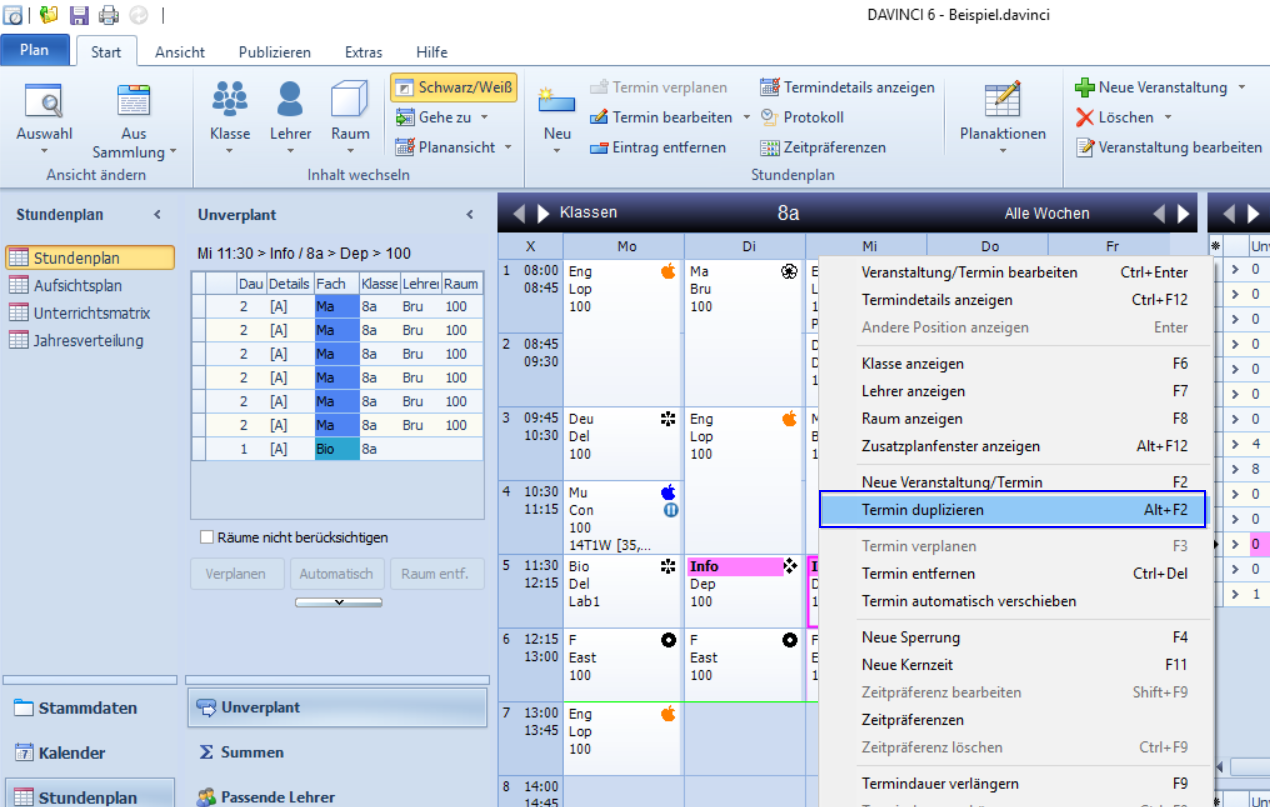 DAVINCI 6 - Beispiel.davinci
Plan Start Ansicht Publizieren Extras Hilfe
Auswahl
Aus Sammlung
Ansicht ändern
Klasse Lehrer Raum
Schwarz/Weiß
Gehe zu
Planansicht
Inhalt wechseln
Neu
Termin verplanen
Termin bearbeiten
Eintrag entfernen
Termindetails anzeigen
Protokoll
Zeitpräferenzen
Planaktionen
Stundenplan
Neue Veranstaltung
Löschen
Veranstaltung bearbeiten
Stundenplan
Stundenplan
Aufsichtsplan
Unterrichtsmatrix
Jahresverteilung
Stammdaten
7 Kalender
Stundenplan
Unverplant
Mi 11:30 > Info / 8a > Dep > 100
Dau Details Fach Klasse Lehrer Raum
2 [A] Ma 8a Bru 100
2 [A] Ma 8a Bru 100
2 [A] Ma 8a Bru 100
2 [A] Ma 8a Bru 100
2 [A] Ma 8a Bru 100
2 [A] Ma 8a Bru 100
1 [A] Bio 8a
Räume nicht berücksichtigen
Verplanen Automatisch Raum entf.
Unverplant
Σ Summen
Passende Lehrer
Klassen 8a Alle Wochen
X Mo Di Mi Do Fr
1 08:00 Eng Ma
08:45 Lop Bru
100 100
2 08:45
09:30
3 09:45 Deu Eng
10:30 Del Lop
100 100
4 10:30 Mu
11:15 Con
100
14T1W [35,...
5 11:30 Bio Info
12:15 Del Dep
Lab1 100
6 12:15 F F
13:00 East East
100 100
7 13:00 Eng
13:45 Lop
100
8 14:00
14:45
Veranstaltung/Termin bearbeiten Ctrl+Enter
Termindetails anzeigen Ctrl+F12
Andere Position anzeigen Enter
Klasse anzeigen F6
Lehrer anzeigen F7
Raum anzeigen F8
Zusatzplanfenster anzeigen Alt+F12
Neue Veranstaltung/Termin F2
Termin duplizieren Alt+F2
Termin verplanen F3
Termin entfernen Ctrl+Del
Termin automatisch verschieben
Neue Sperrung F4
Neue Kernzeit F11
Zeitpräferenz bearbeiten Shift+F9
Zeitpräferenzen
Zeitpräferenz löschen Ctrl+F9
Termindauer verlängern F9
Un
> 0
> 0
> 0
> 0
> 0
> 0
> 0
> 4
> 8
> 0
> 0
> 0
> 0
> 1
Un